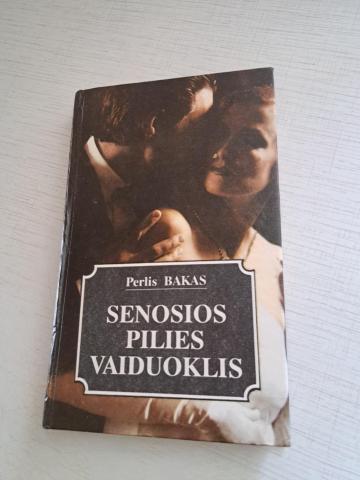 Perlis BAKAS
SENOSIOS
PILIES
VAIDUOKLIS